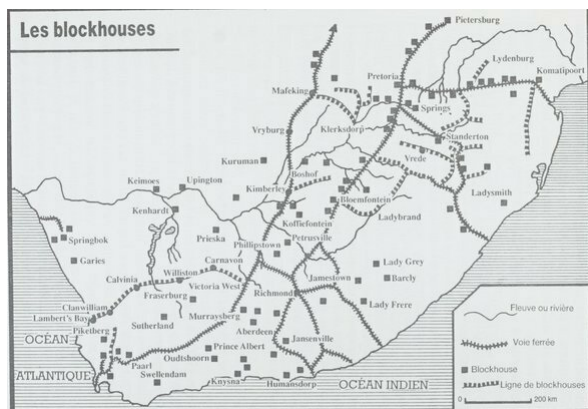 Les blockhouses
Pietersburg
Lydenburg
Komatipoort
Pretoria
Mafeking
Springs
Klerksdorp
Vryburg
Standerton
Vrede
Kuruman
Boshof
Keimoes
Upington
Kimberley
Bloemfontein
Ladysmith
Kenhardt
Koffiefontein
Ladybrand
Prieska
Petrusville
Springbok
Phillipstown
Garies
Carnavon
Lady Grey
Calvinia
Williston
Jamestown
Barcly
Victoria West
Richmond
Fraserburg
Clanwilliam
Lambert's Bay
Murraysberg
Lady Frere
Sutherland
Aberdeen
Piketberg
OCÉAN
ATLANTIQUE
Prince Albert
Jansenville
Oudtshoorn
Paarl
Swellendam
Knysna
Humansdorp
OCÉAN INDIEN
Fleuve ou rivière
Voie ferrée
Blockhouse
Ligne de blockhouses
0 200 km